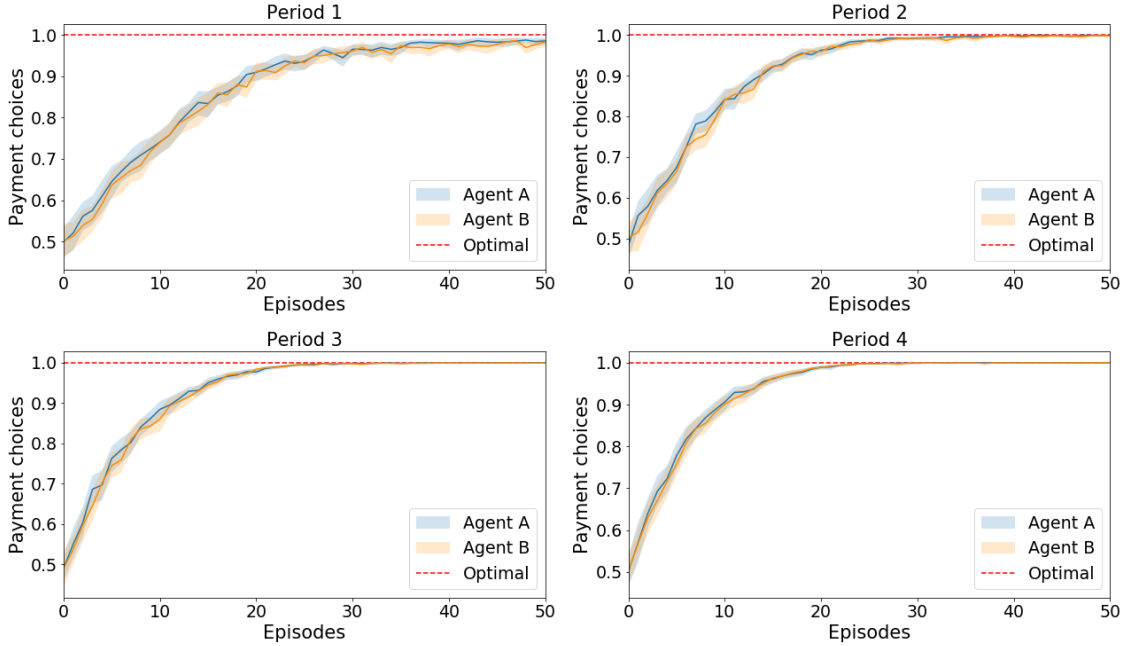 Period 1
Payment choices
1.0
0.9
0.8
0.7
0.6
0.5
Agent A
Agent B
Optimal
0 10 20 30 40 50
Episodes
Period 2
Payment choices
1.0
0.9
0.8
0.7
0.6
0.5
Agent A
Agent B
Optimal
0 10 20 30 40 50
Episodes
Period 3
Payment choices
1.0
0.9
0.8
0.7
0.6
0.5
Agent A
Agent B
Optimal
0 10 20 30 40 50
Episodes
Period 4
Payment choices
1.0
0.9
0.8
0.7
0.6
0.5
Agent A
Agent B
Optimal
0 10 20 30 40 50
Episodes